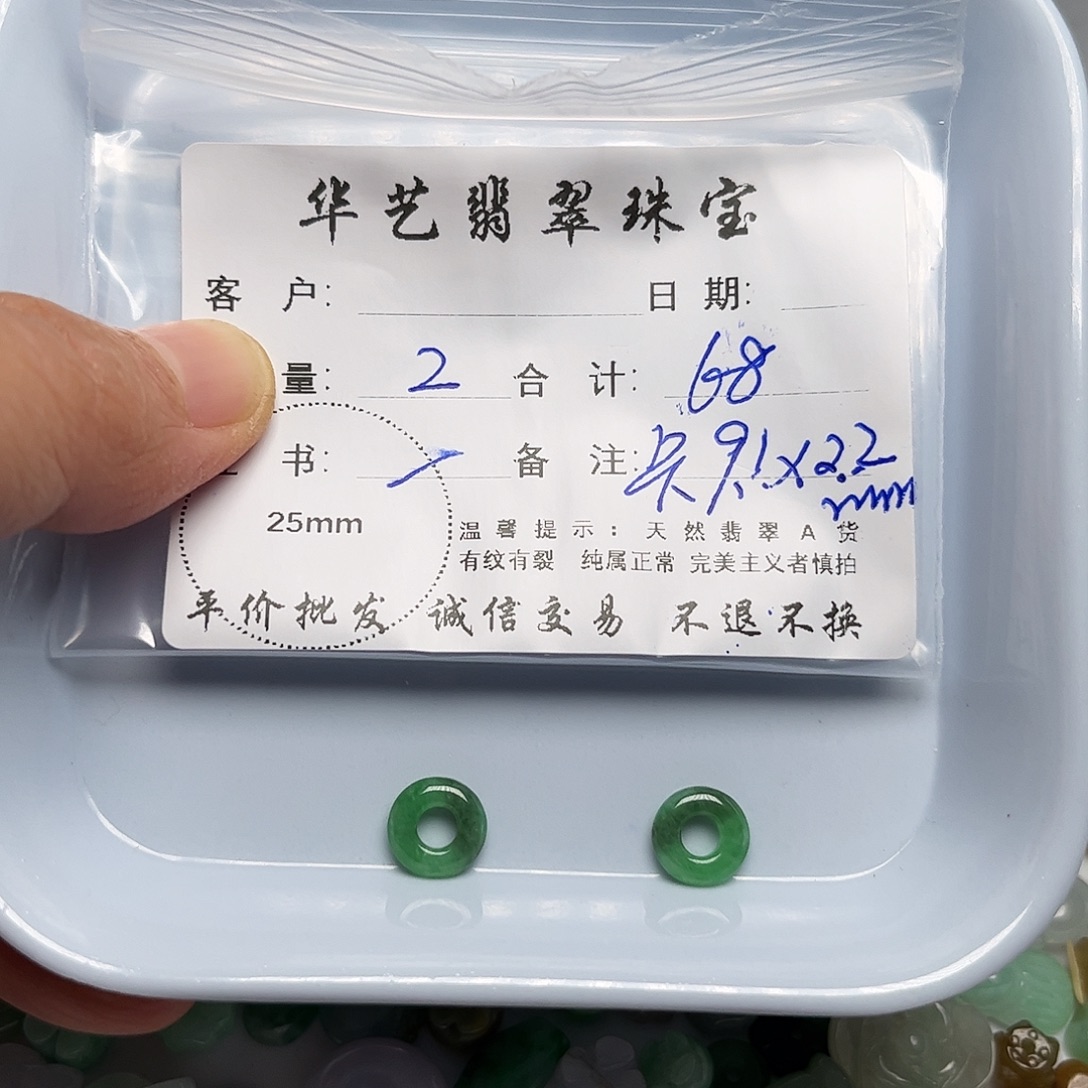 华艺翡翠珠宝
客 户: 日 期:
量: 2 合 计: 68
书: 备 注: 尺9.1×2.2
mm
25mm
温馨提示:天然翡翠A货
有纹有裂 纯属正常 完美主义者慎拍
平价批发 诚信交易 不退不换